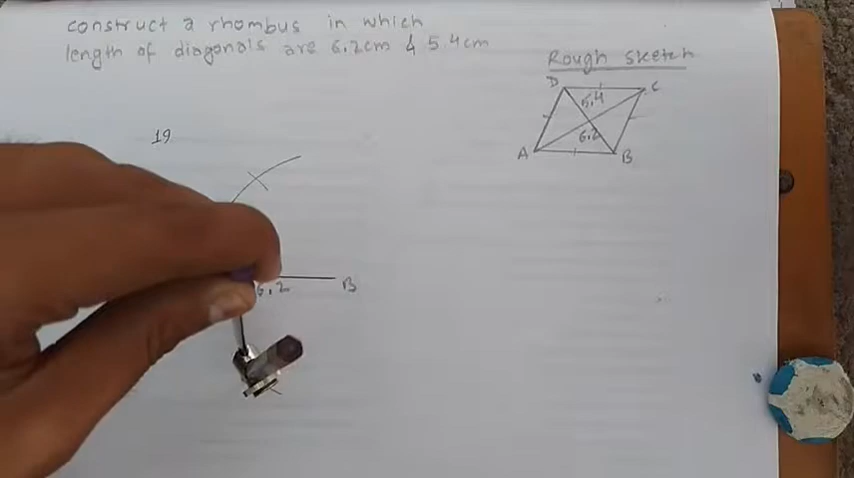 construct a rhombus in which
length of diagonals are 6.2cm & 5.4cm
Rough sketch
D
C
5.4
6.2
A
B
19
6.2
B